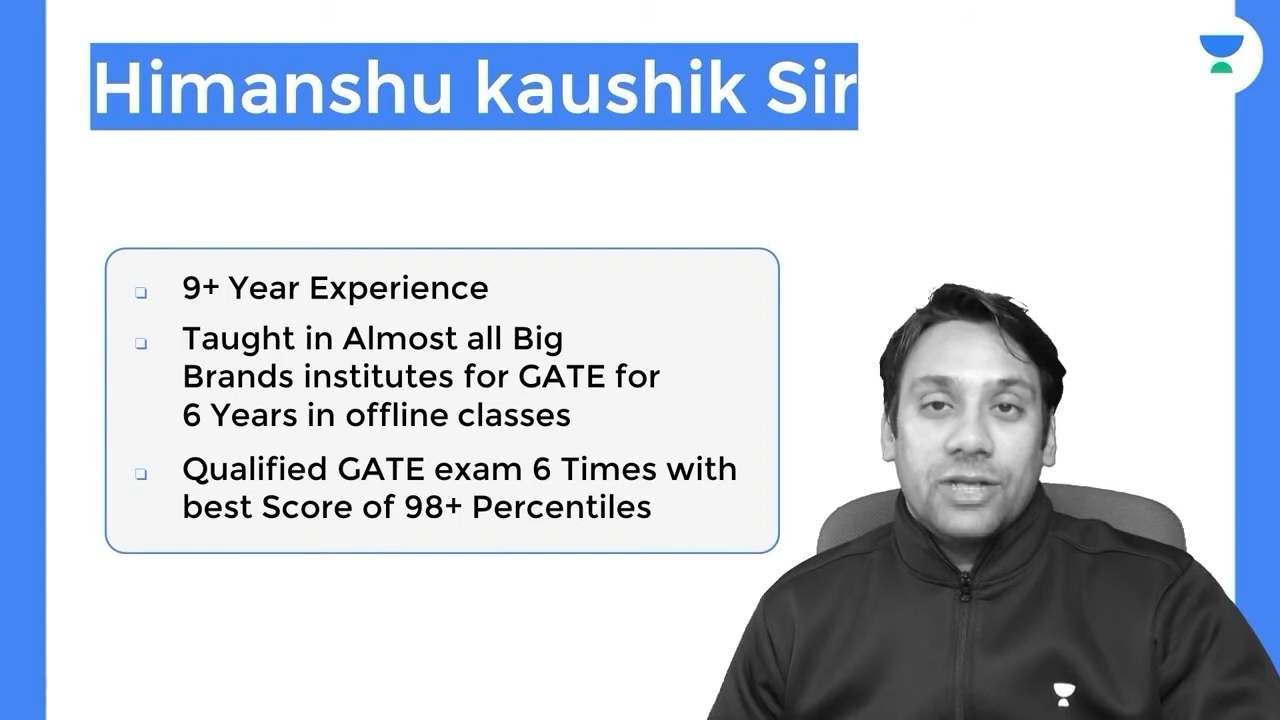 Himanshu kaushik Sir
9+ Year Experience
Taught in Almost all Big
Brands institutes for GATE for
6 Years in offline classes
Qualified GATE exam 6 Times with
best Score of 98+ Percentiles